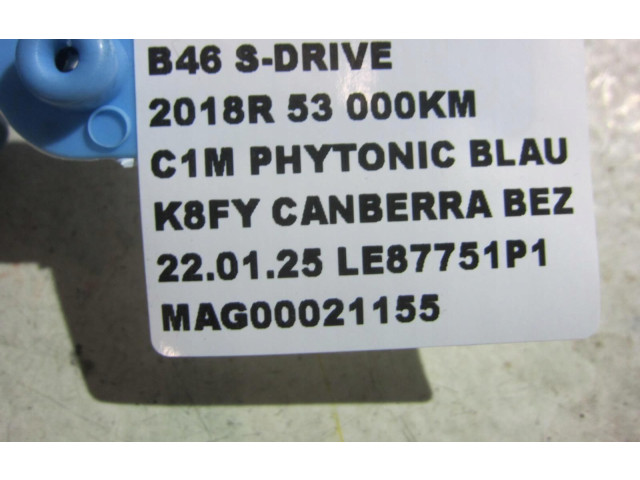 B46 S-DRIVE
2018R 53 000KM
C1M PHYTONIC BLAU
K8FY CANBERRA BEZ
22.01.25 LE87751P1
MAG00021155